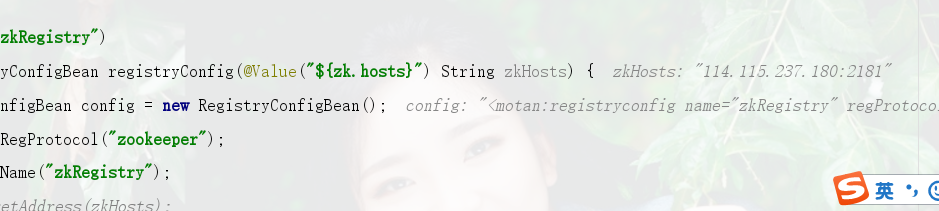 zkRegistry")
yConfigBean registryConfig(@Value("${zk.hosts}") String zkHosts) {  zkHosts: "114.115.237.180:2181"
nfigBean config = new RegistryConfigBean();  config: "<motan:registryconfig name="zkRegistry" regProtoco
RegProtocol("zookeeper");
Name("zkRegistry");
etAddress(zkHosts);
S 英